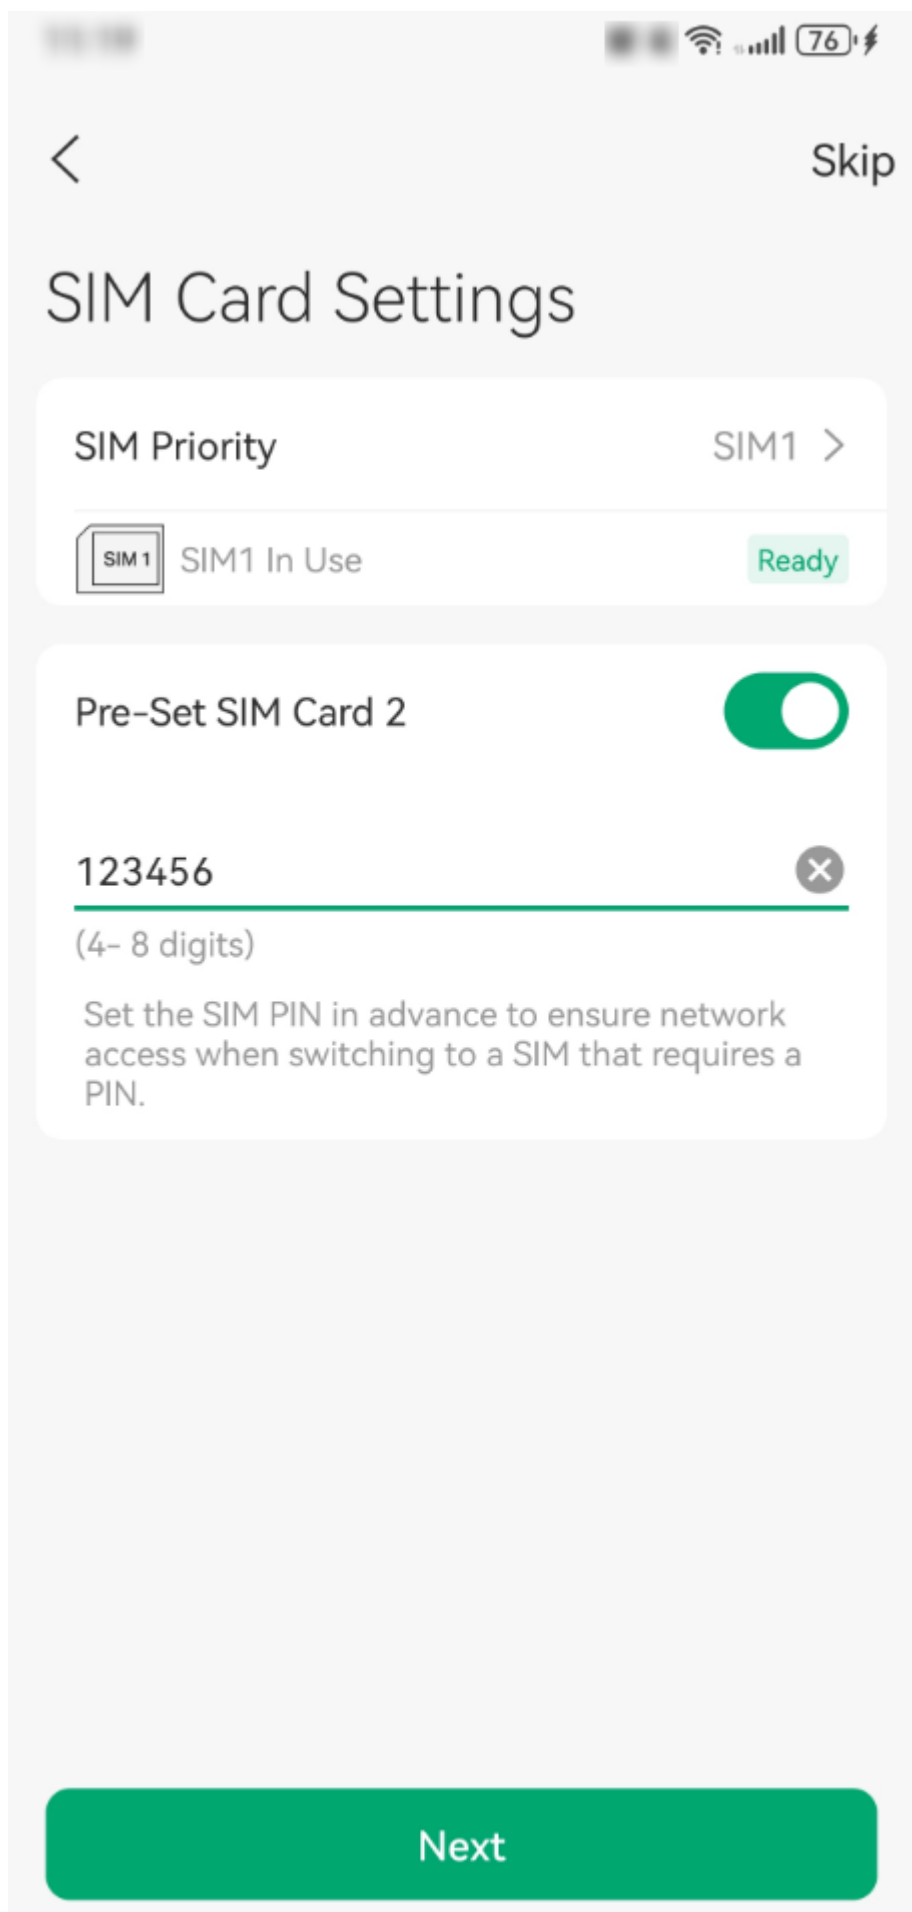 76
Skip
SIM Card Settings
SIM Priority
SIM1
SIM 1
SIM1 In Use
Ready
Pre-Set SIM Card 2
123456
(4- 8 digits)
Set the SIM PIN in advance to ensure network
access when switching to a SIM that requires a
PIN.
Next